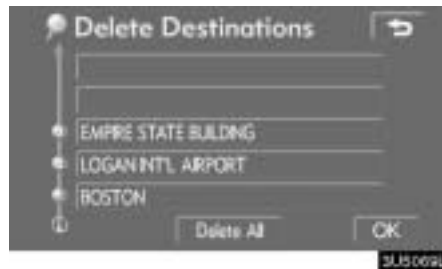 Delete Destinations
EMPIRE STATE BUILDING
LOGAN INT'L AIRPORT
BOSTON
Delete All
OK